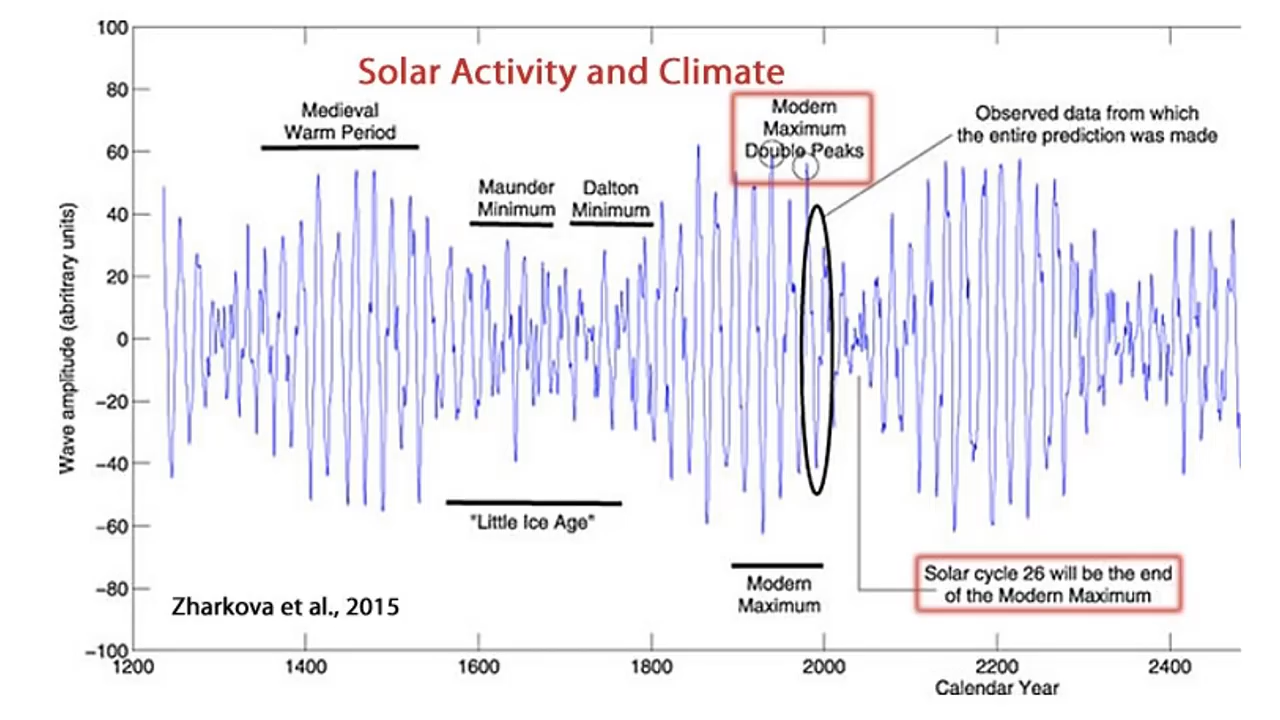 Solar Activity and Climate
Medieval
Warm Period
Maunder
Minimum
Dalton
Minimum
Modern
Maximum
Double Peaks
Observed data from which
the entire prediction was made
"Little Ice Age"
Modern
Maximum
Solar cycle 26 will be the end
of the Modern Maximum
Zharkova et al., 2015
Wave amplitude (abritrary units)
100
80
60
40
20
0
−20
−40
−60
−80
−100
1200
1400
1600
1800
2000
2200
2400
Calendar Year